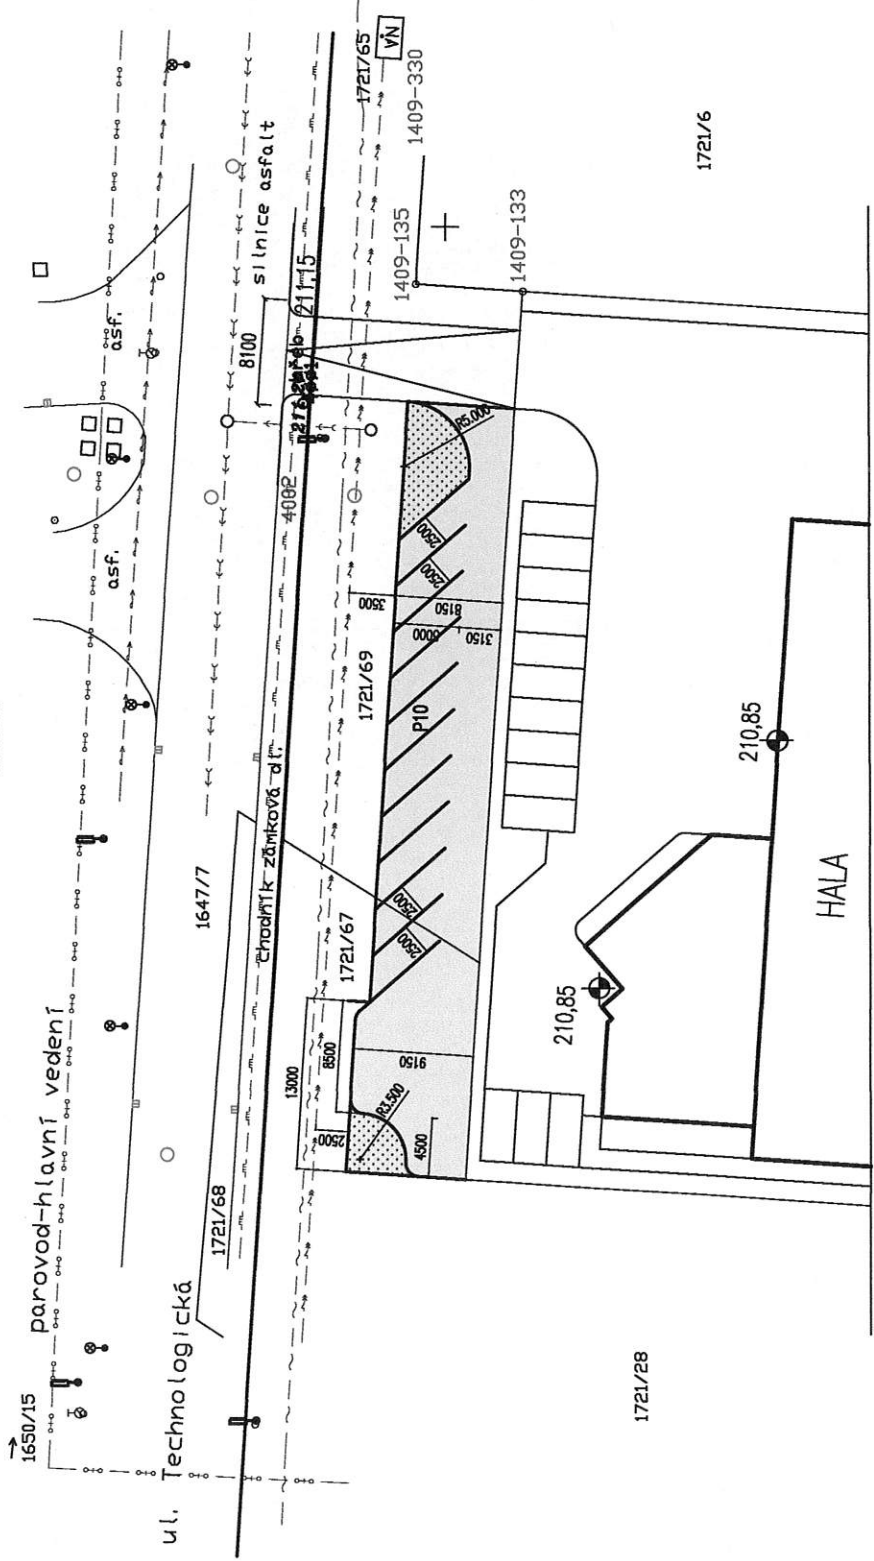 → 1650/15
parovod-hlavní vedení
ul. Technologická
asf.
asf.
silnice asfalt
1647/7
1721/68
chodník zámková dl.
8100
211,15
4002
1721/65
NA
1409-330
1409-135
1409-133
1721/6
1721/69
1721/67
R5.000
2500
2500
3500
8150
6000
3150
P10
2500
2500
13000
8500
9150
2500
R3.500
4500
210,85
210,85
HALA
1721/28